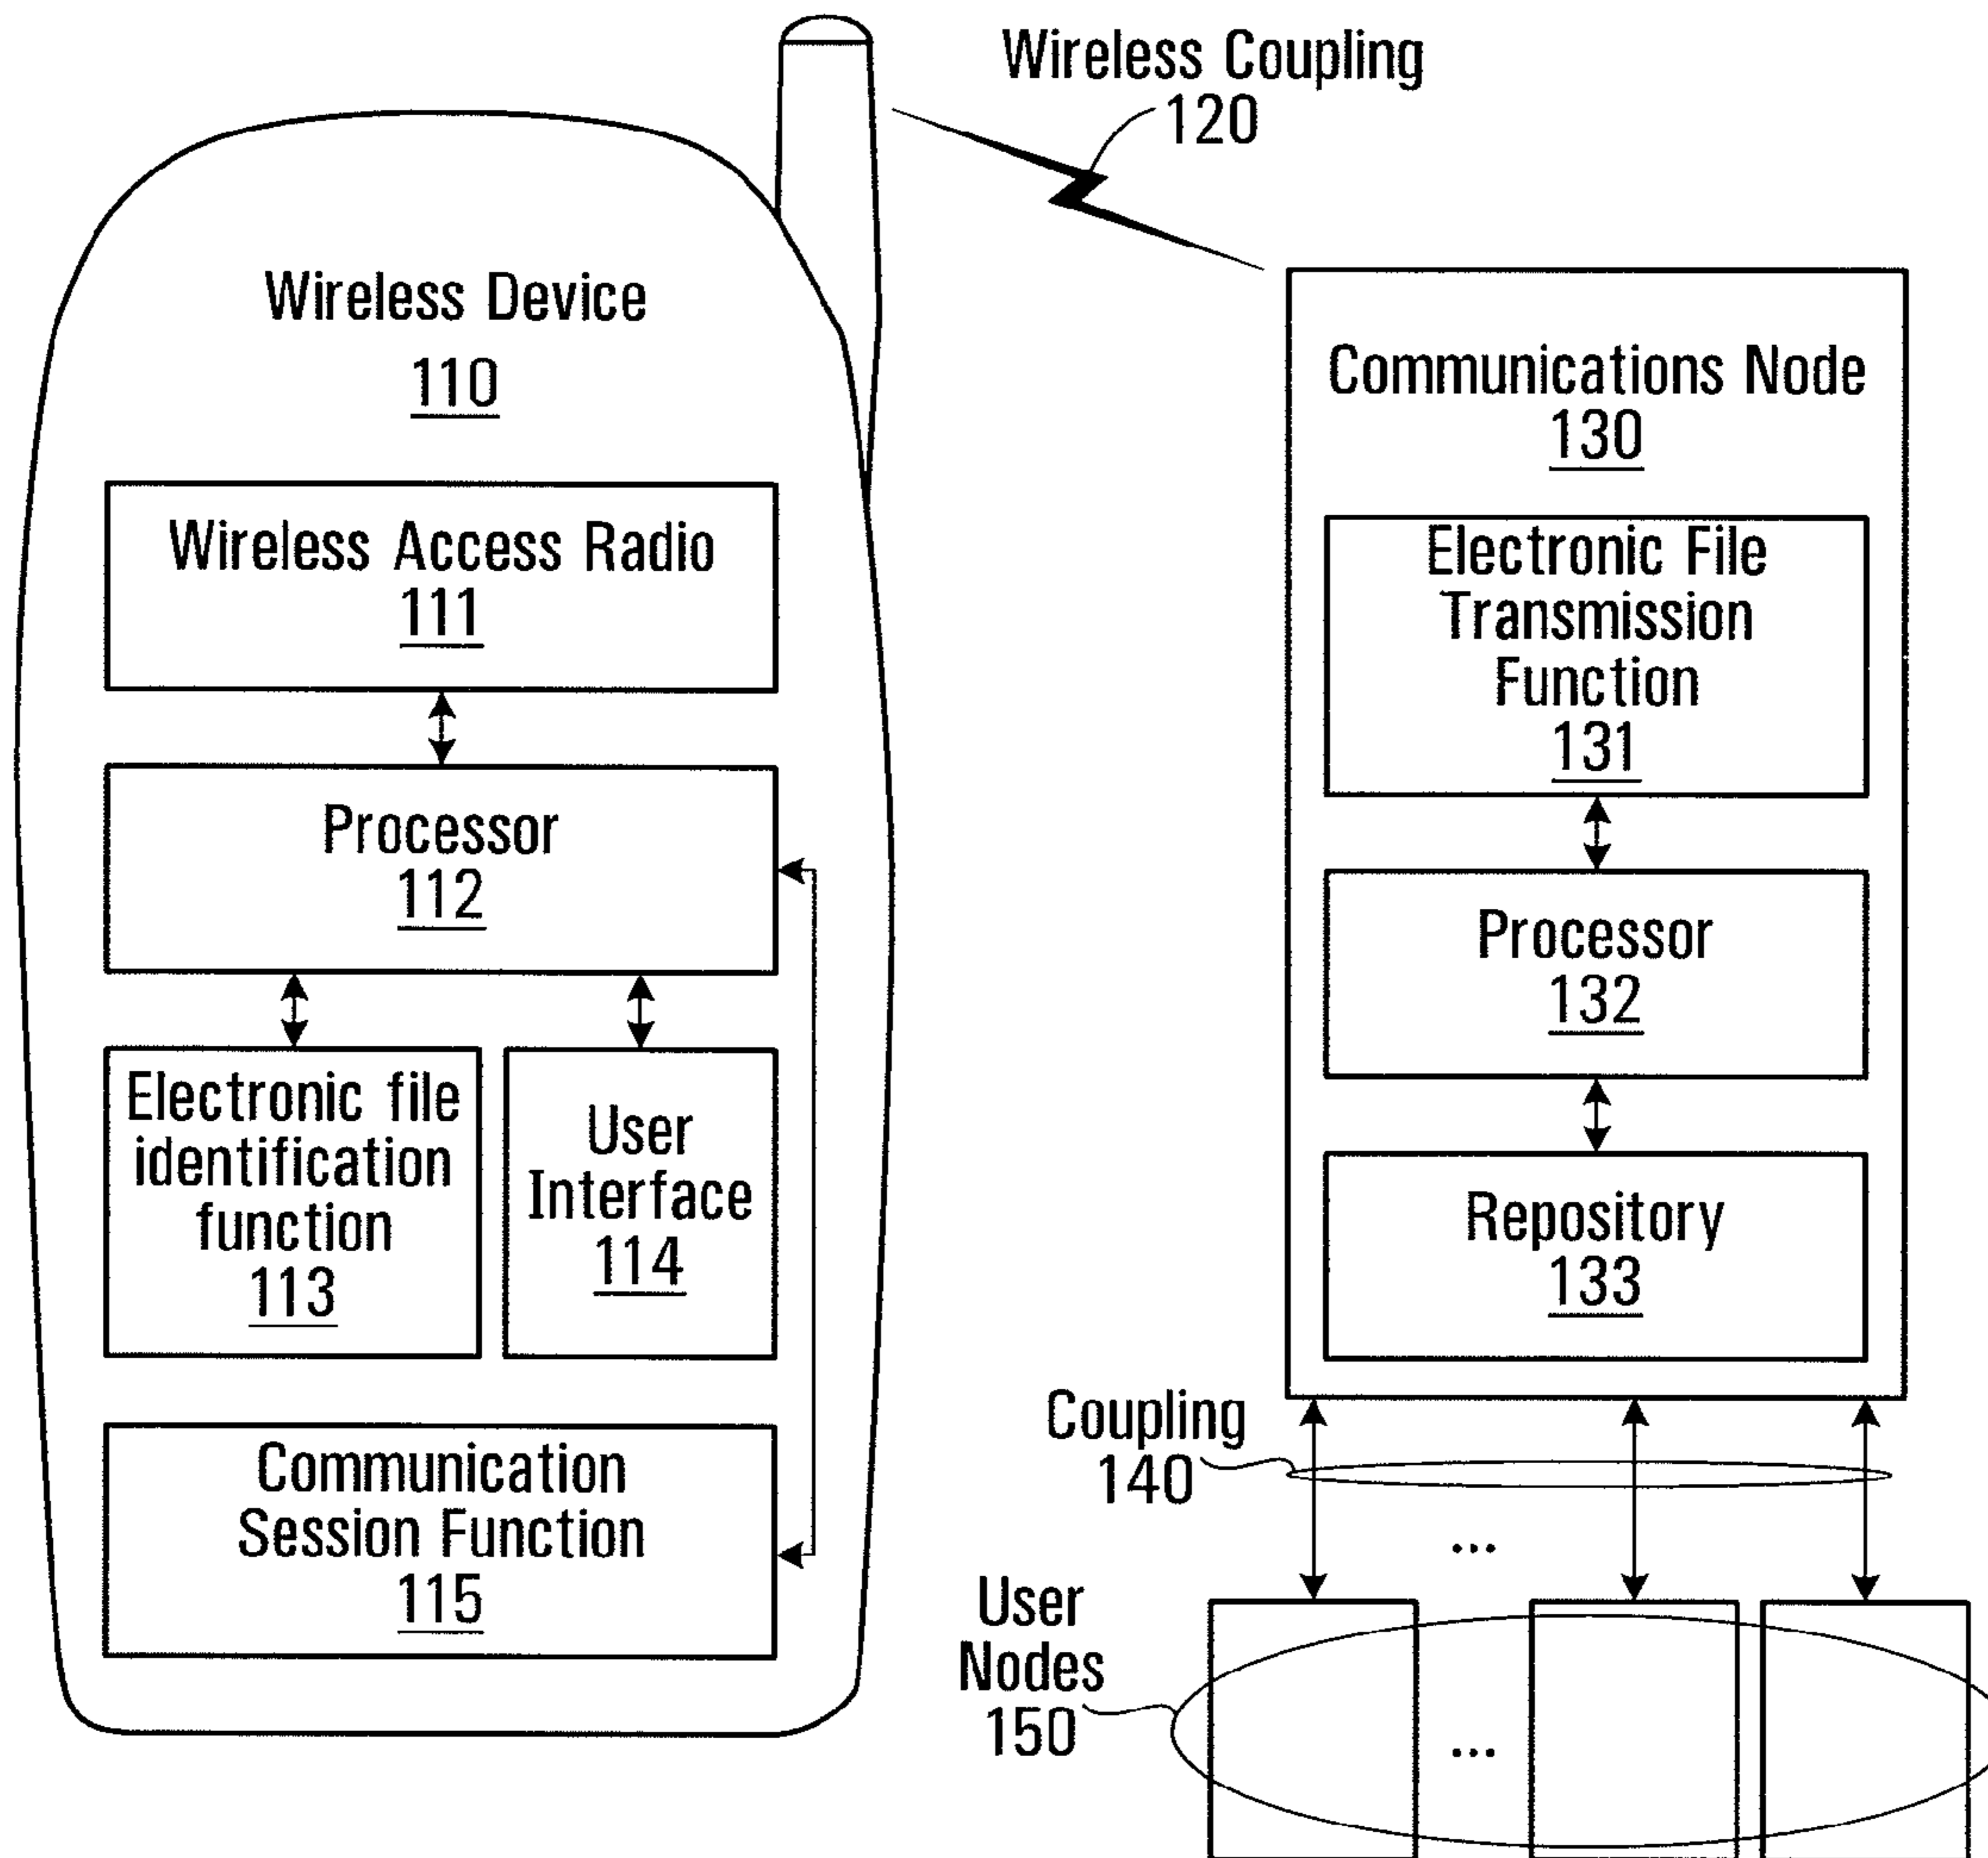 Wireless Coupling
120
Wireless Device
110
Wireless Access Radio
111
Processor
112
Electronic file
identification
function
113
User
Interface
114
Communication
Session Function
115
Communications Node
130
Electronic File
Transmission
Function
131
Processor
132
Repository
133
Coupling
140
...
User
Nodes
150
...